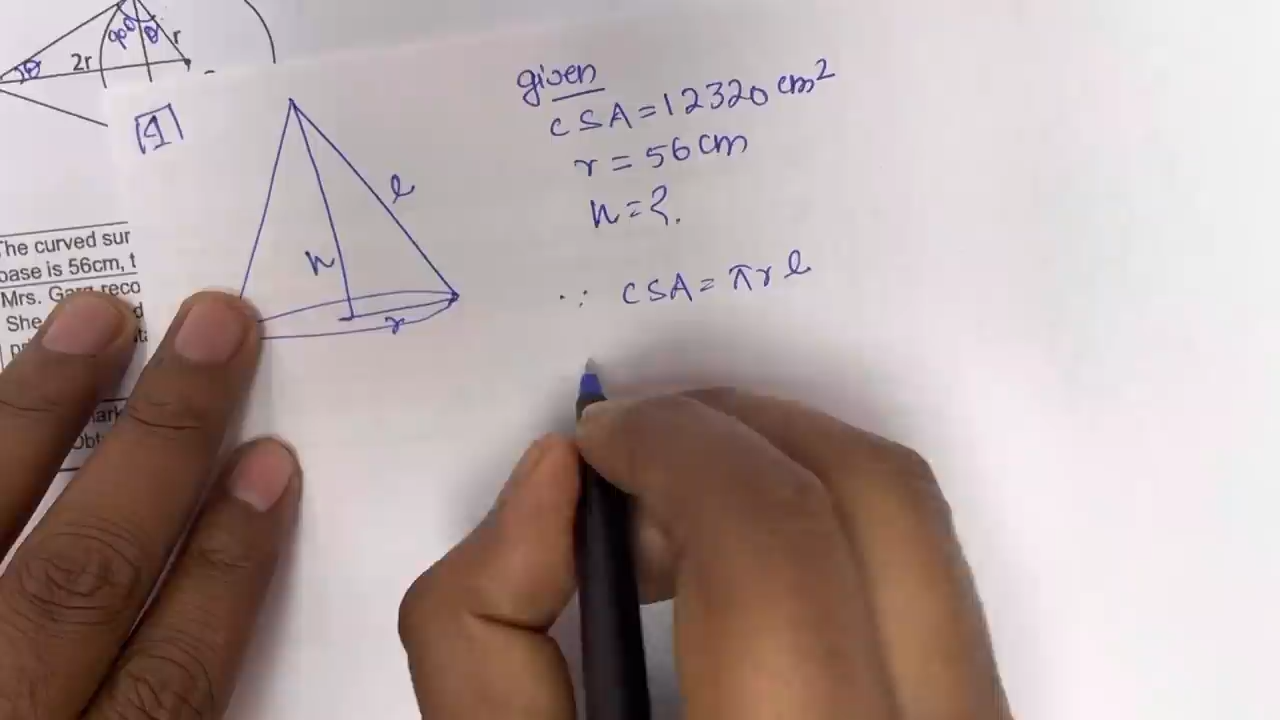 90° θ r
θ 2r
1
l
h
r
given
CSA = 12320 cm²
r = 56 cm
h = ?.
∵ CSA = πrl
The curved sur
base is 56cm, t
Mrs. Garg reco
She